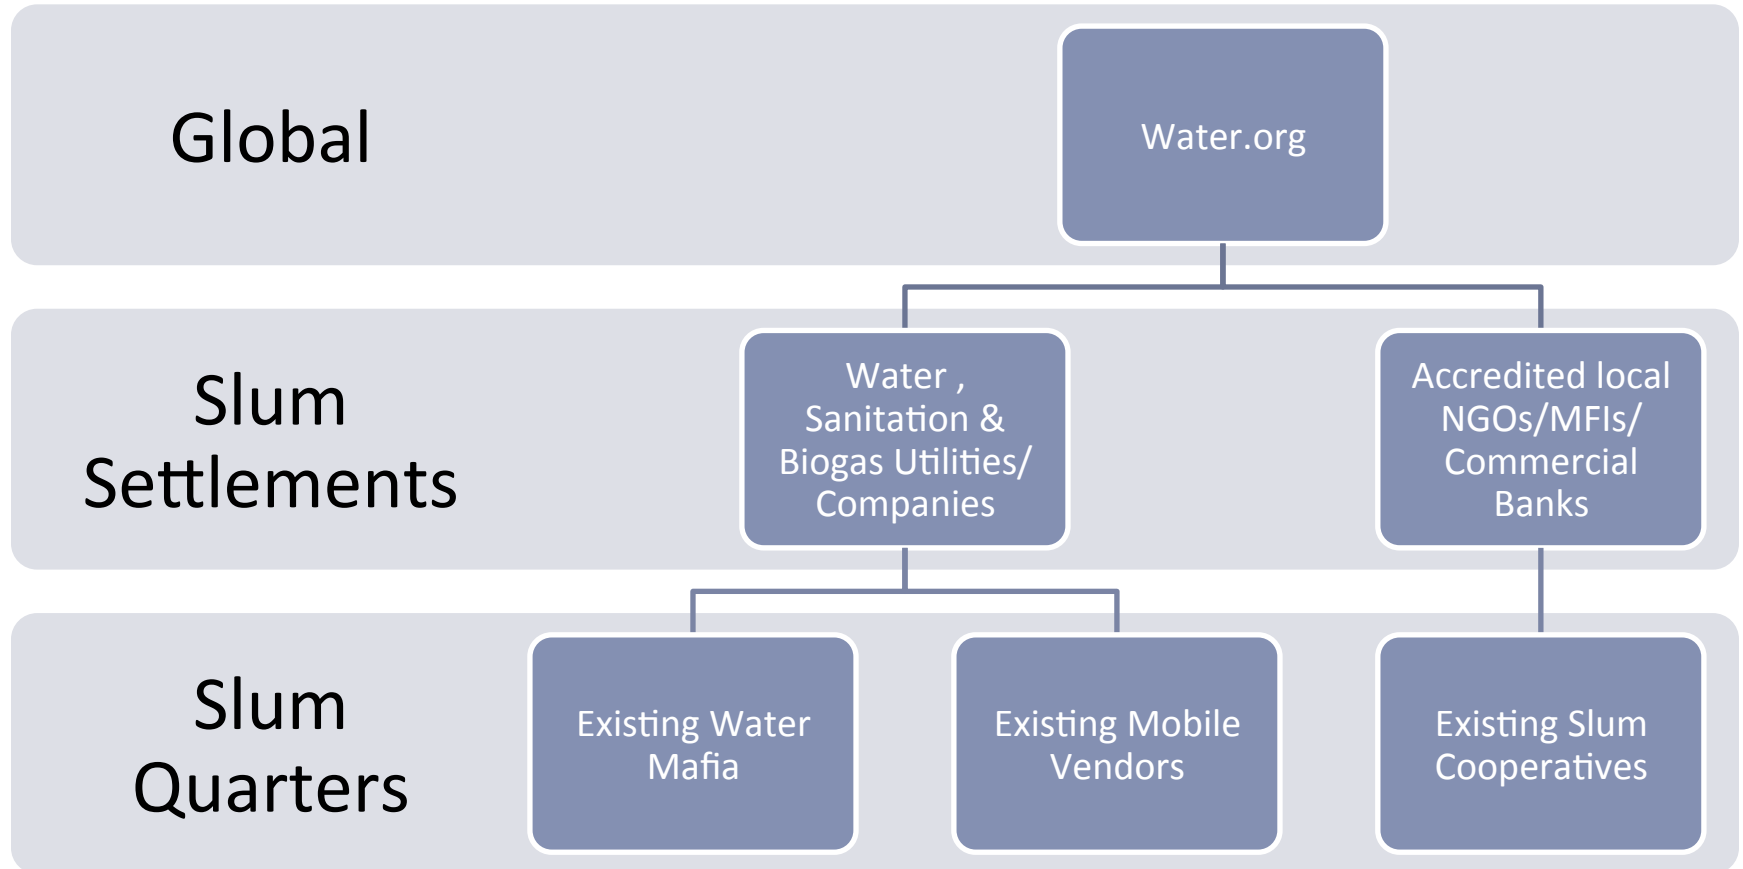 Global
Water.org
Slum
Settlements
Water ,
Sanitation &
Biogas Utilities/
Companies
Accredited local
NGOs/MFIs/
Commercial
Banks
Slum
Quarters
Existing Water
Mafia
Existing Mobile
Vendors
Existing Slum
Cooperatives